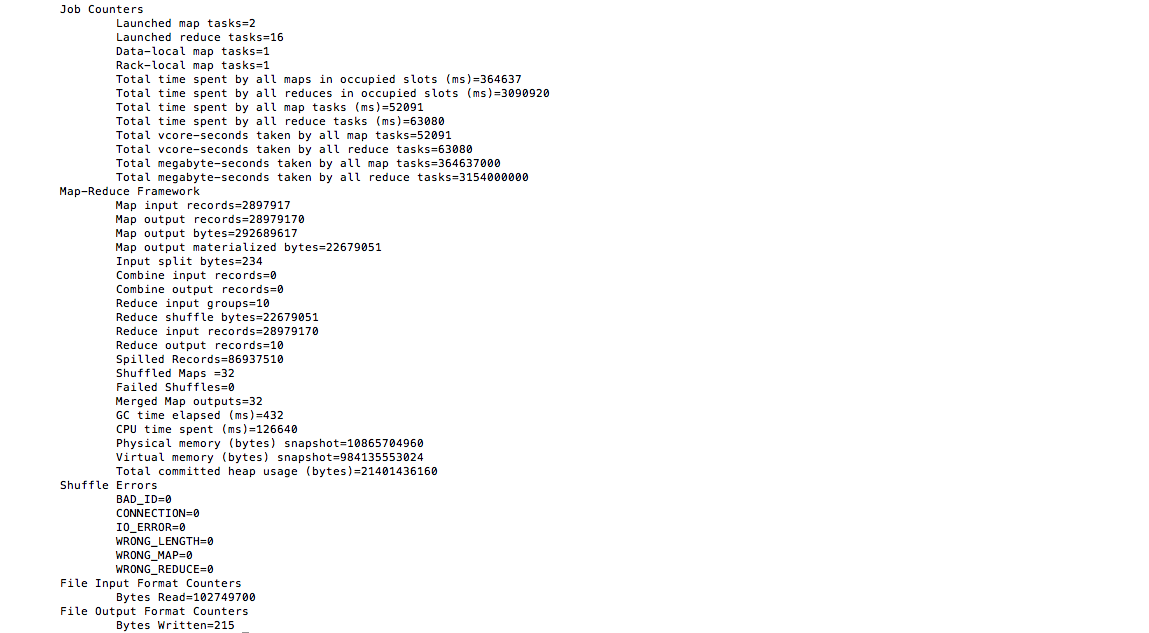 Job Counters
Launched map tasks=2
Launched reduce tasks=16
Data-local map tasks=1
Rack-local map tasks=1
Total time spent by all maps in occupied slots (ms)=364637
Total time spent by all reduces in occupied slots (ms)=3090920
Total time spent by all map tasks (ms)=52091
Total time spent by all reduce tasks (ms)=63080
Total vcore-seconds taken by all map tasks=52091
Total vcore-seconds taken by all reduce tasks=63080
Total megabyte-seconds taken by all map tasks=364637000
Total megabyte-seconds taken by all reduce tasks=3154000000
Map-Reduce Framework
Map input records=2897917
Map output records=28979170
Map output bytes=292689617
Map output materialized bytes=22679051
Input split bytes=234
Combine input records=0
Combine output records=0
Reduce input groups=10
Reduce shuffle bytes=22679051
Reduce input records=28979170
Reduce output records=10
Spilled Records=86937510
Shuffled Maps =32
Failed Shuffles=0
Merged Map outputs=32
GC time elapsed (ms)=432
CPU time spent (ms)=126640
Physical memory (bytes) snapshot=10865704960
Virtual memory (bytes) snapshot=984135553024
Total committed heap usage (bytes)=21401436160
Shuffle Errors
BAD_ID=0
CONNECTION=0
IO_ERROR=0
WRONG_LENGTH=0
WRONG_MAP=0
WRONG_REDUCE=0
File Input Format Counters
Bytes Read=102749700
File Output Format Counters
Bytes Written=215 _